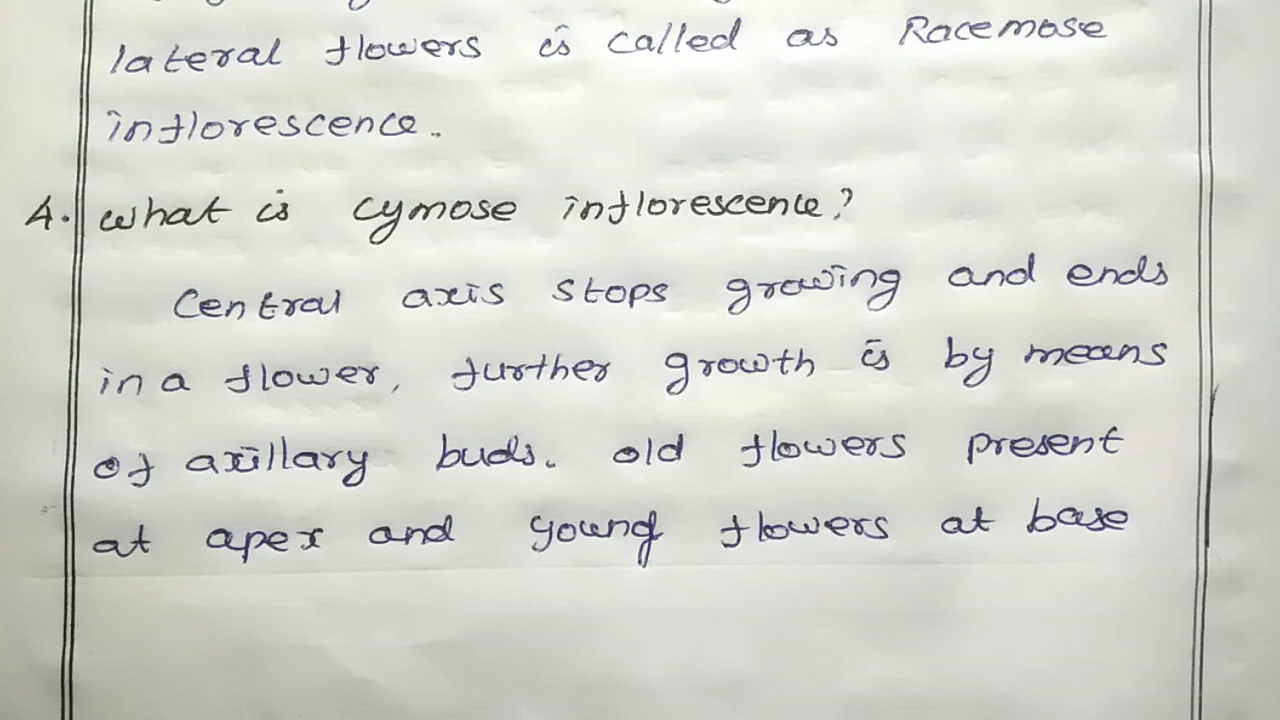 lateral flowers is called as Racemose
inflorescence.
4. What is cymose inflorescence?
Central axis stops growing and ends
in a flower, further growth is by means
of axillary buds. old flowers present
at apex and young flowers at base